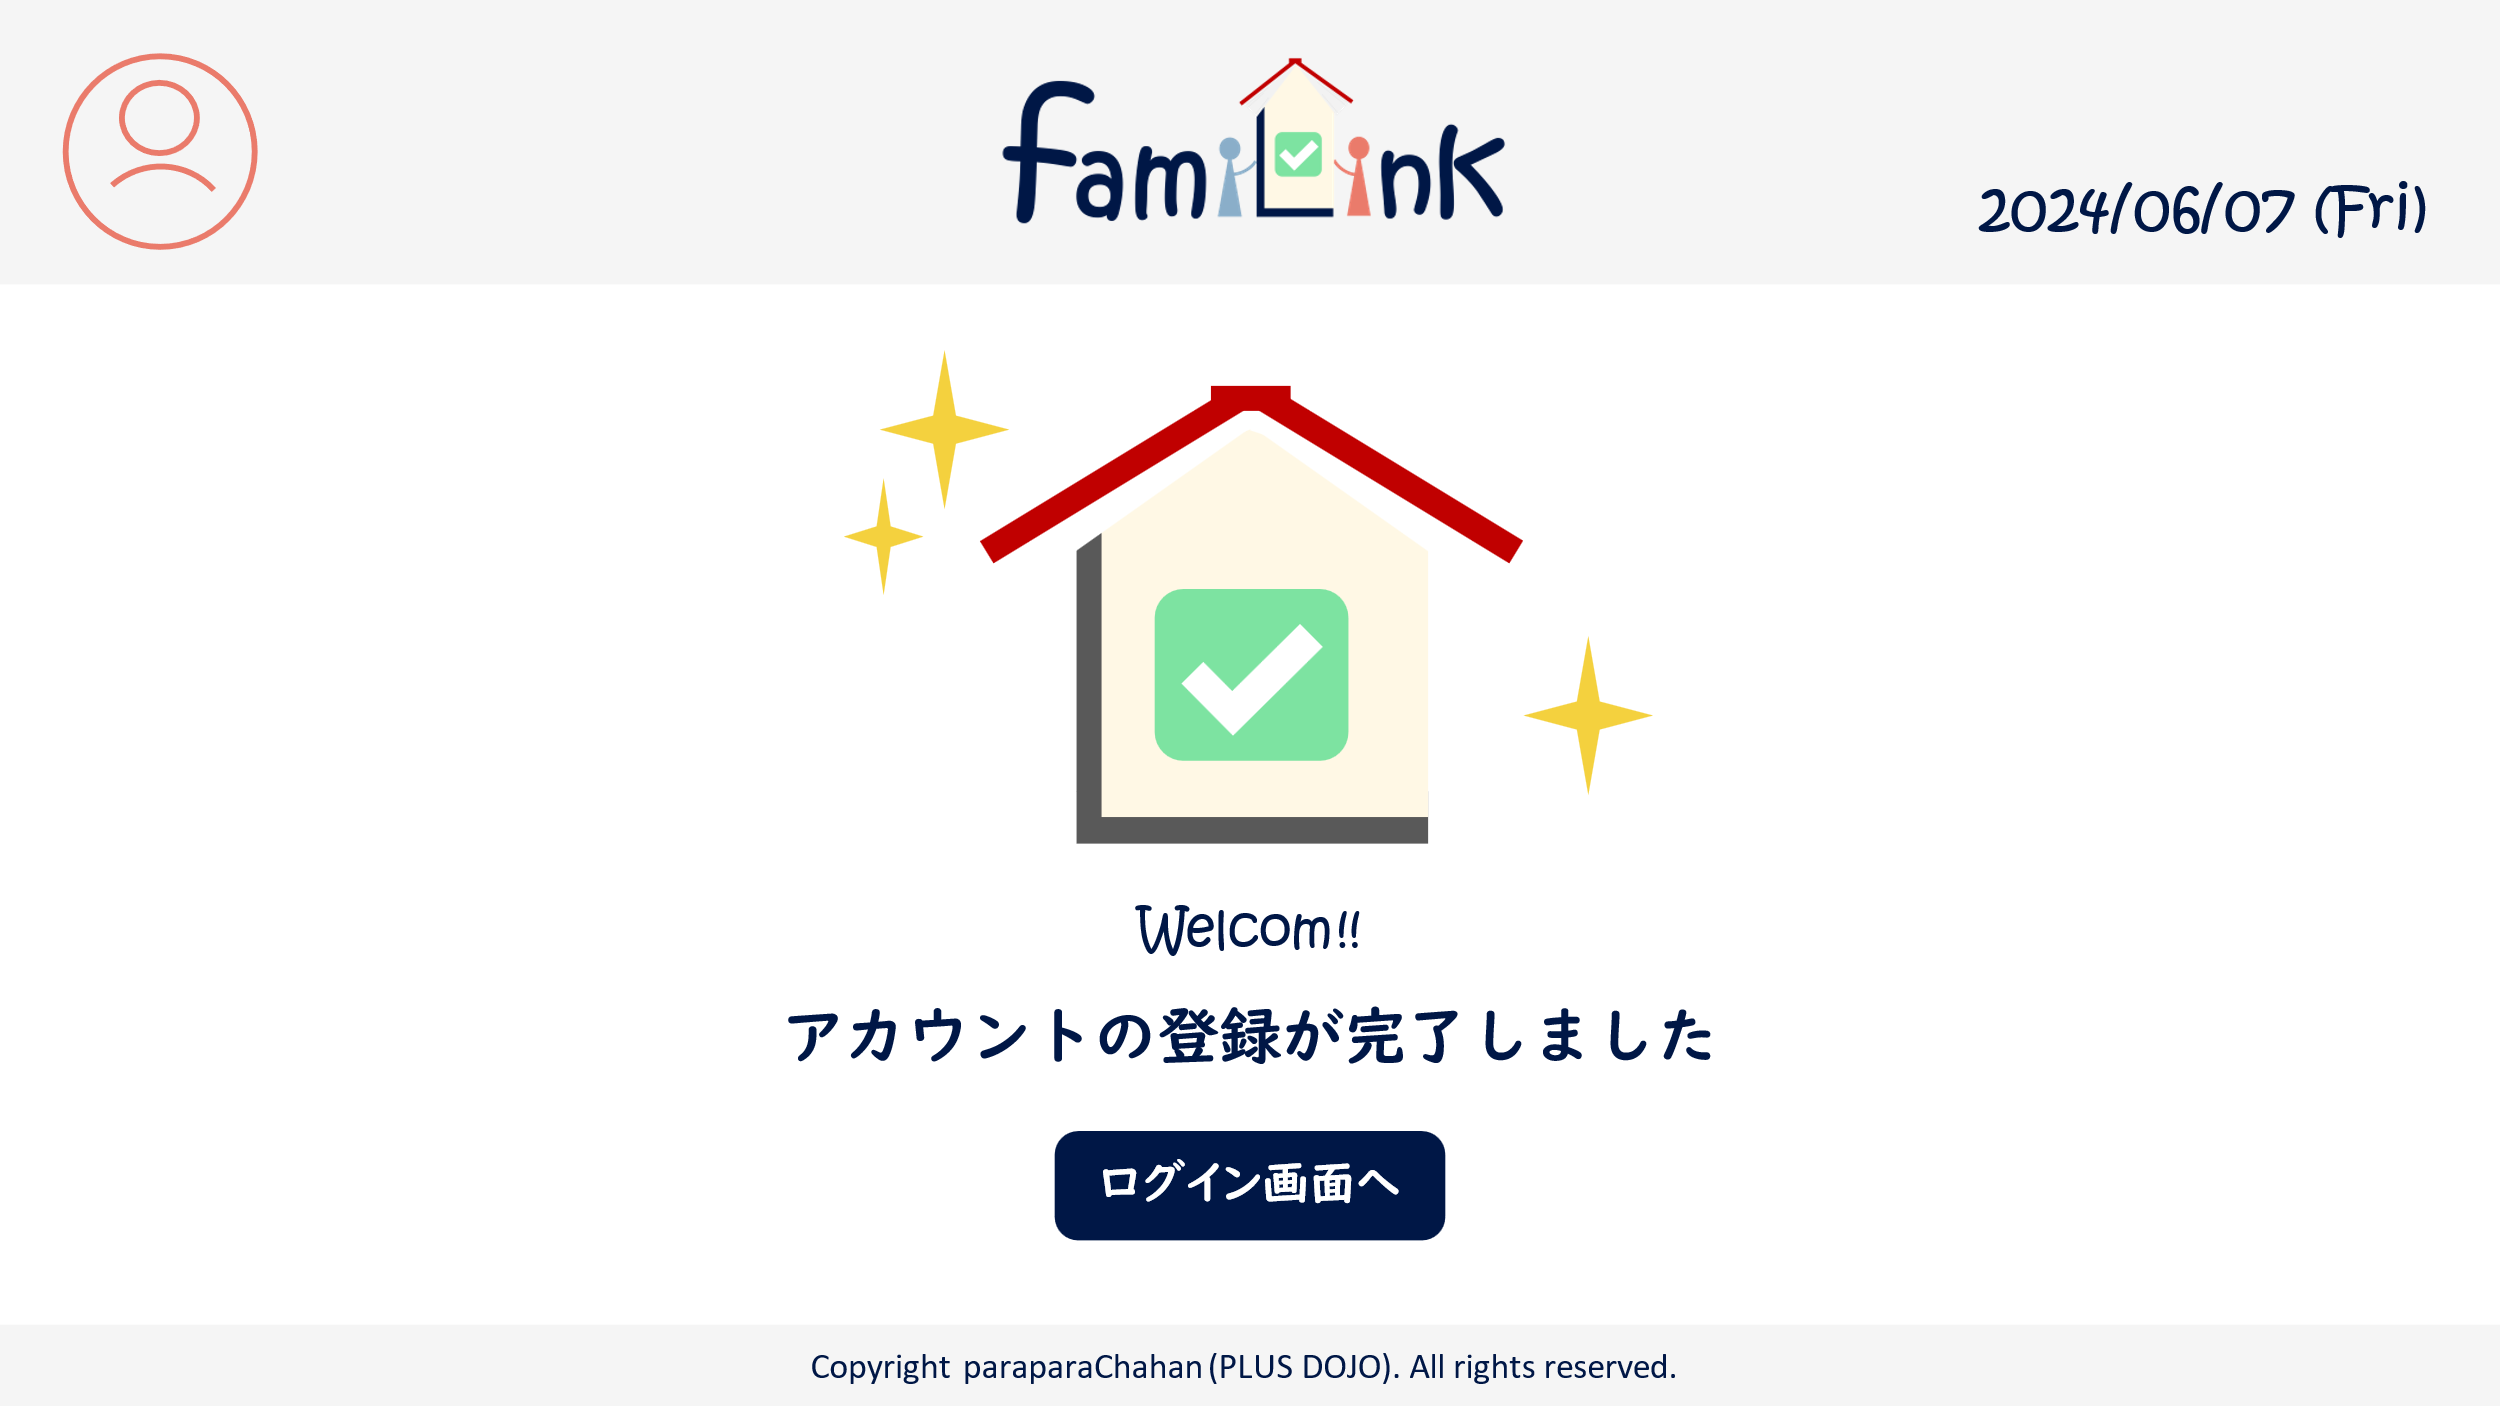 famiLink
2024/06/07 (Fri)
Welcom!!
アカウントの登録が完了しました
ログイン画面へ
Copyright paraparaChahan (PLUS DOJO). All rights reserved.